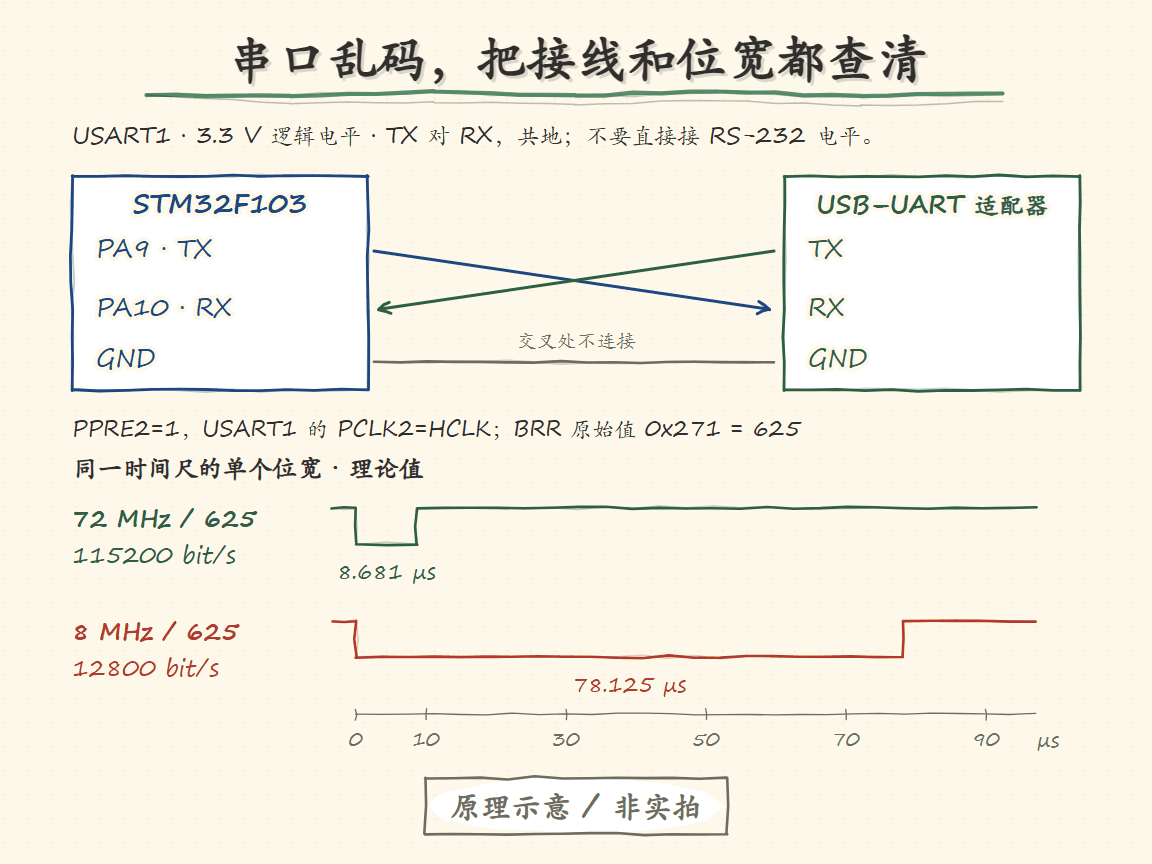 串口乱码，把接线和位宽都查清
USART1 · 3.3 V 逻辑电平 · TX 对 RX，共地；不要直接接 RS-232 电平。
STM32F103
PA9 · TX
PA10 · RX
GND
USB-UART 适配器
TX
RX
GND
交叉处不连接
PPRE2=1，USART1 的 PCLK2=HCLK；BRR 原始值 0x271 = 625
同一时间尺的单个位宽 · 理论值
72 MHz / 625
115200 bit/s
8.681 μs
8 MHz / 625
12800 bit/s
78.125 μs
0 10 30 50 70 90 μs
原理示意 / 非实拍